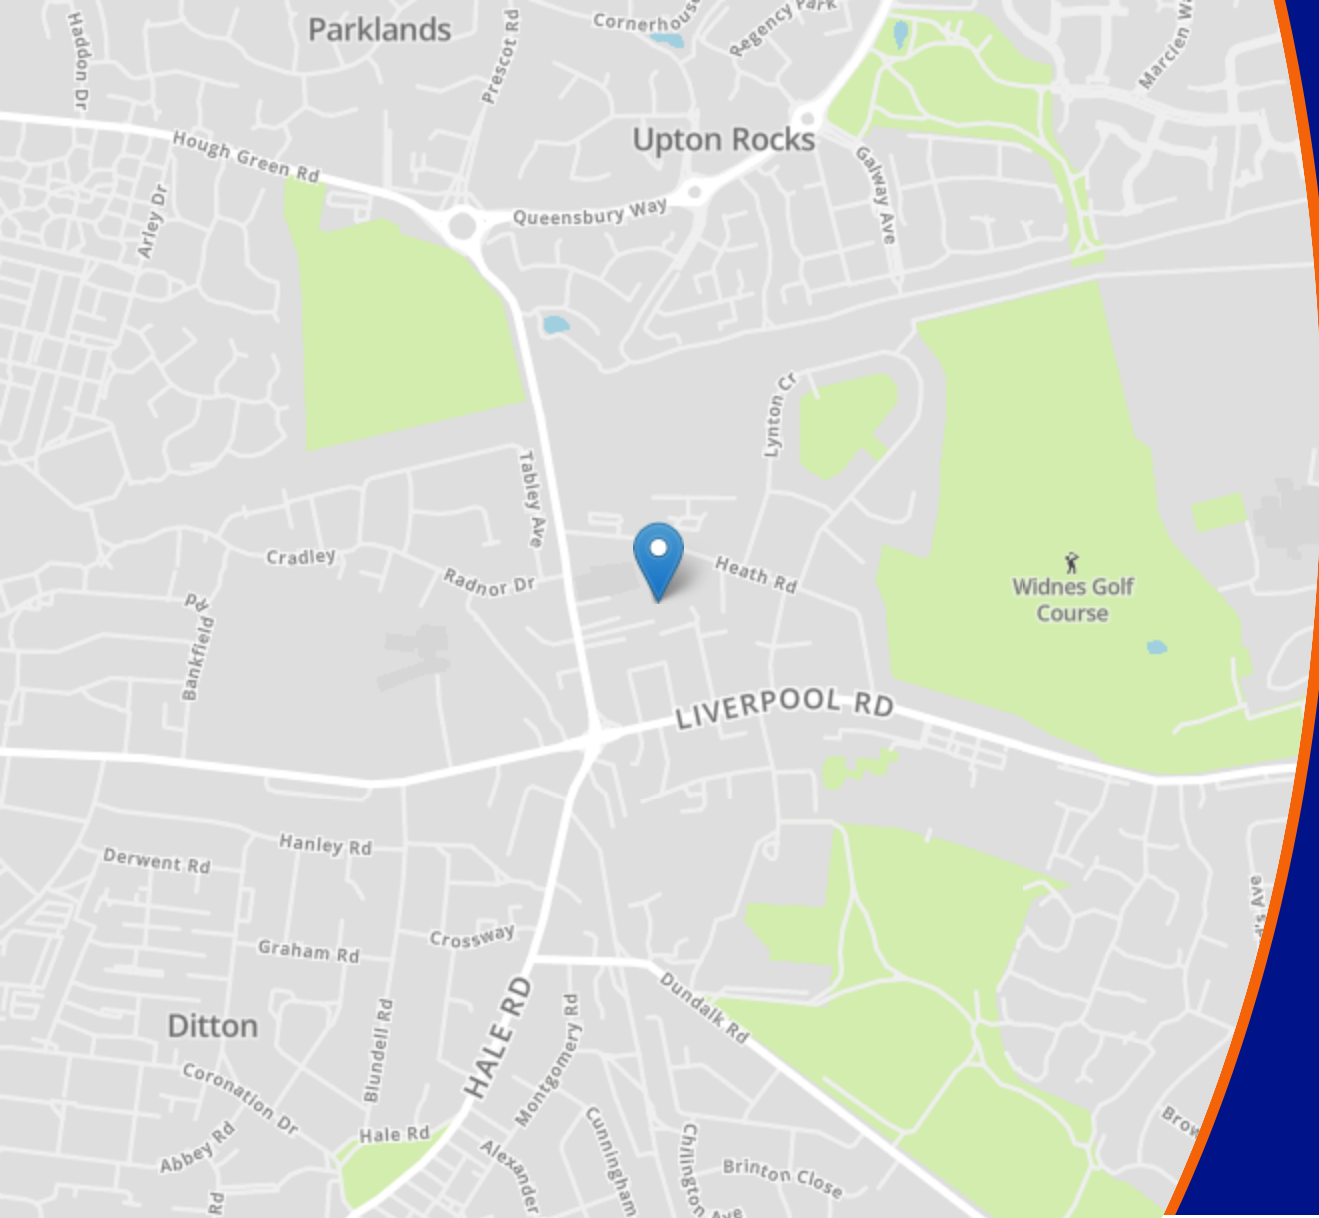 Parklands
Cornerhouse
Regency Park
Haddon Dr
Prescot Rd
Hough Green Rd
Upton Rocks
Arley Dr
Queensbury Way
Galway Ave
Lynton Cr
Tabley Ave
Cradley
Radnor Dr
Heath Rd
Widnes Golf
Course
Bankfield Rd
LIVERPOOL RD
Derwent Rd
Hanley Rd
Graham Rd
Crossway
HALE RD
Dundalk Rd
Ditton
Blundell Rd
Montgomery Rd
Coronation Dr
Hale Rd
Abbey Rd
Rd
Alexander
Cunningham
Chilington Ave
Brinton Close